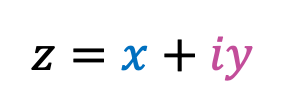 z = x + iy